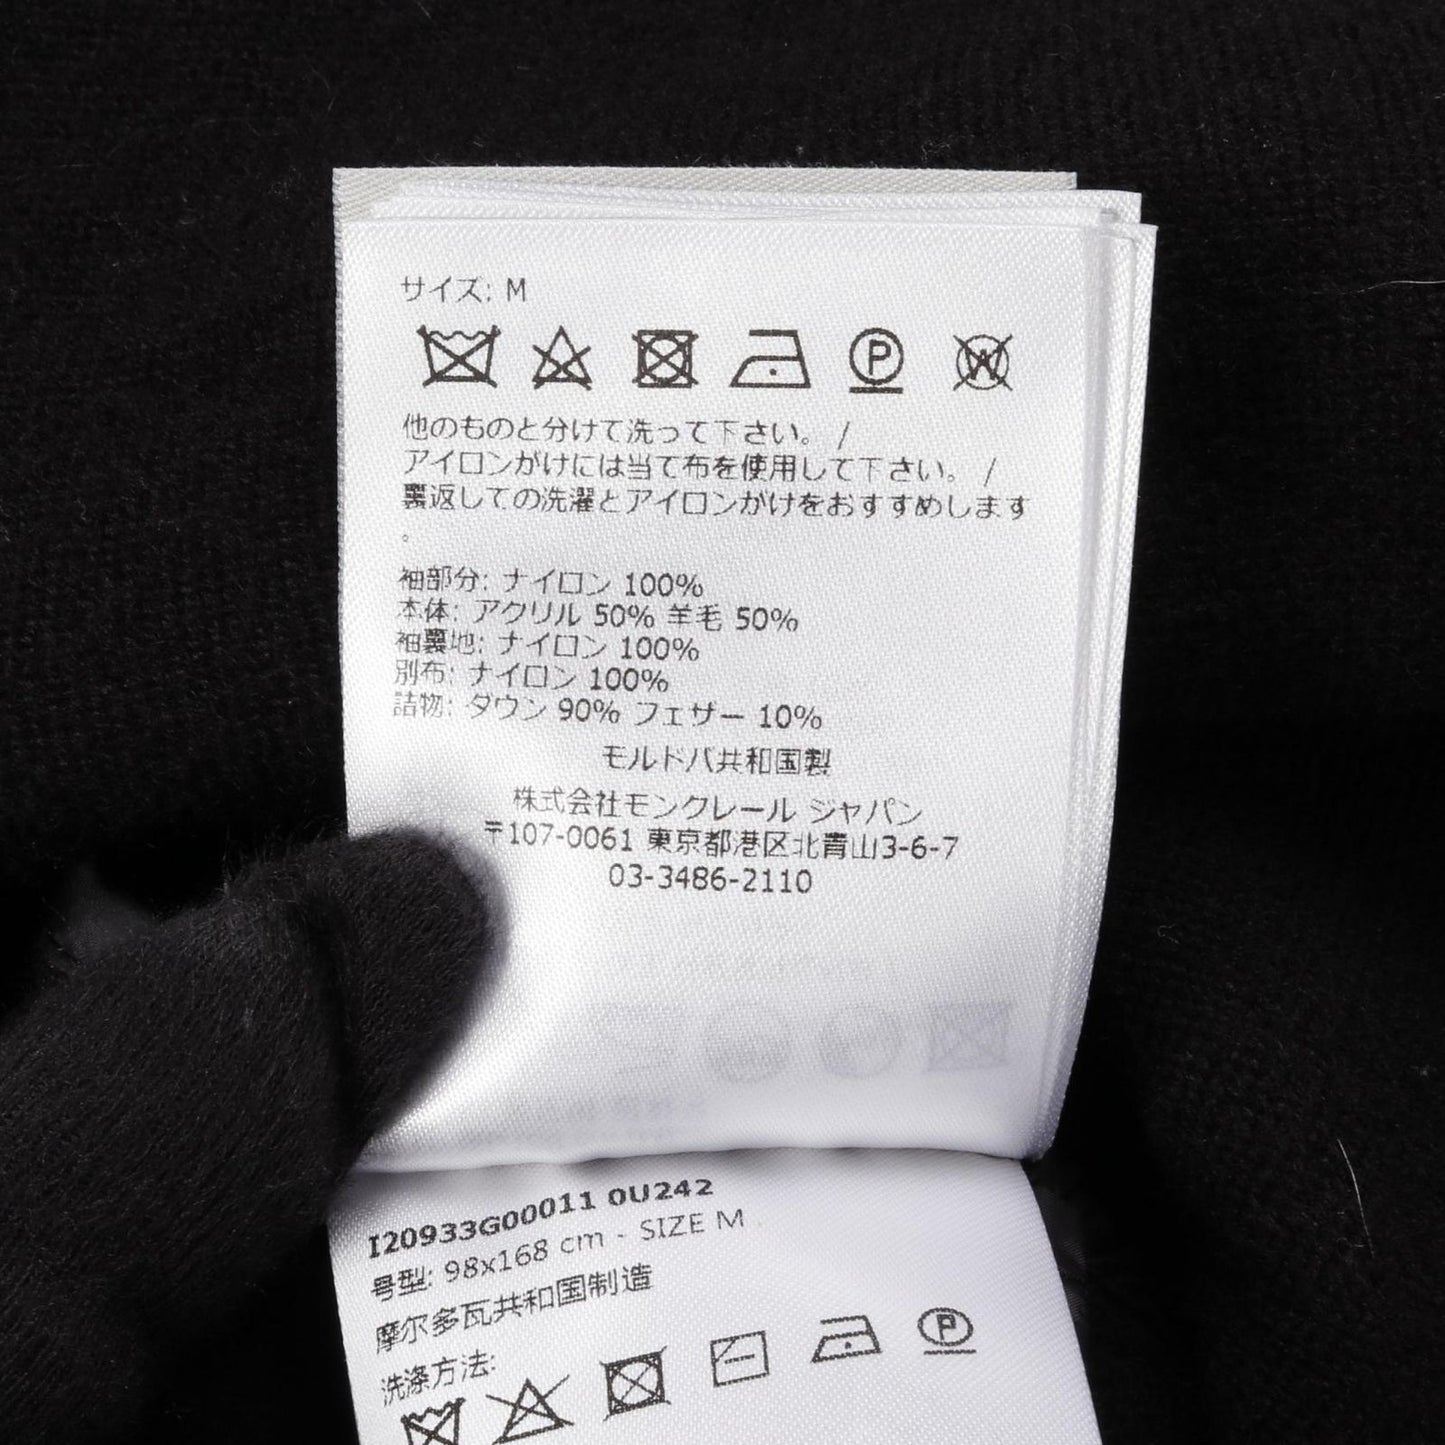 サイズ: M
他のものと分けて洗って下さい。 /
アイロンがけには当て布を使用して下さい。 /
裏返しての洗濯とアイロンがけをおすすめします
。
袖部分: ナイロン 100%
本体: アクリル 50% 羊毛 50%
袖裏地: ナイロン 100%
別布: ナイロン 100%
詰物: ダウン 90% フェザー 10%
モルドバ共和国製
株式会社モンクレール ジャパン
〒107-0061 東京都港区北青山3-6-7
03-3486-2110
I20933G00011 0U242
号型: 98x168 cm - SIZE M
摩尔多瓦共和国制造
洗涤方法: